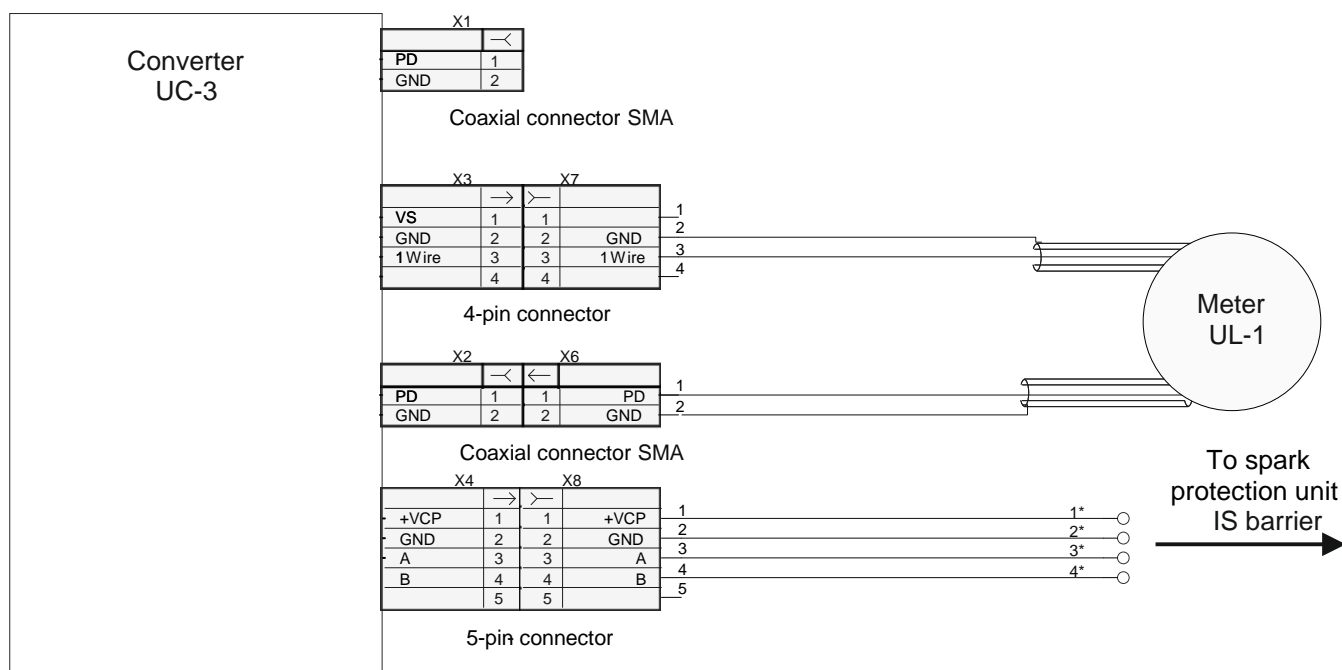 Converter
UC-3
X1
PD 1
GND 2
Coaxial connector SMA
X3 X7
VS 1 1 1
GND 2 2 GND 2
1Wire 3 3 1Wire 3
4 4 4
4-pin connector
Meter
UL-1
X2 X6
PD 1 1 PD 1
GND 2 2 GND 2
Coaxial connector SMA
X4 X8
+VCP 1 1 +VCP 1 1*
GND 2 2 GND 2 2*
A 3 3 A 3 3*
B 4 4 B 4 4*
5 5 5
5-pin connector
To spark
protection unit
IS barrier